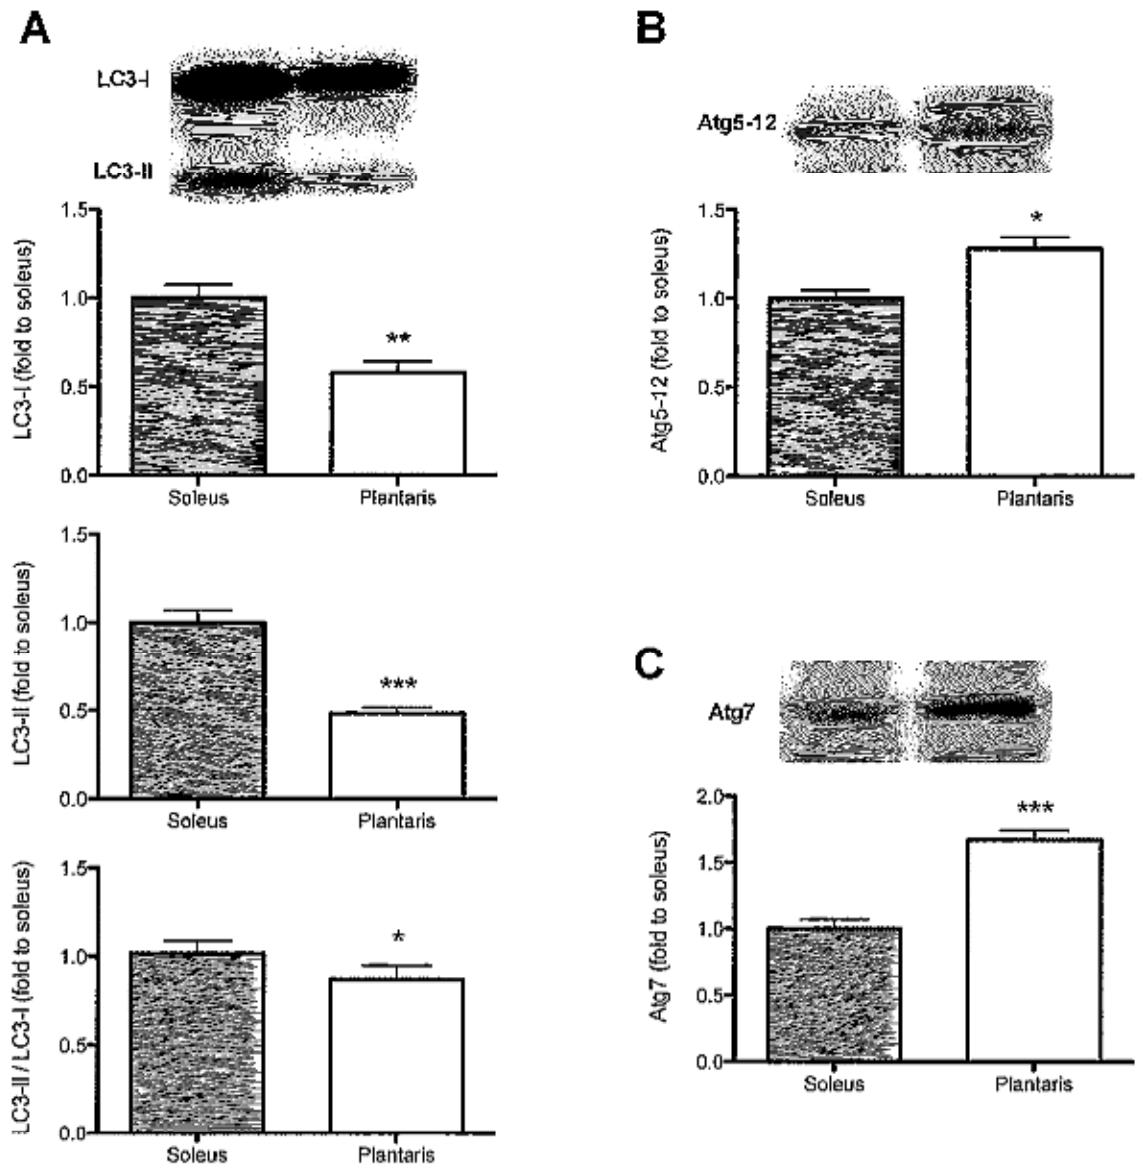 A
LC3-I
LC3-II
LC3-I (fold to soleus)
1.5
1.0
0.5
0.0
**
Soleus
Plantaris
LC3-II (fold to soleus)
1.5
1.0
0.5
0.0
***
Soleus
Plantaris
LC3-II / LC3-I (fold to soleus)
1.5
1.0
0.5
0.0
*
Soleus
Plantaris
B
Atg5-12
Atg5-12 (fold to soleus)
1.5
1.0
0.5
0.0
*
Soleus
Plantaris
C
Atg7
Atg7 (fold to soleus)
2.0
1.5
1.0
0.5
0.0
***
Soleus
Plantaris